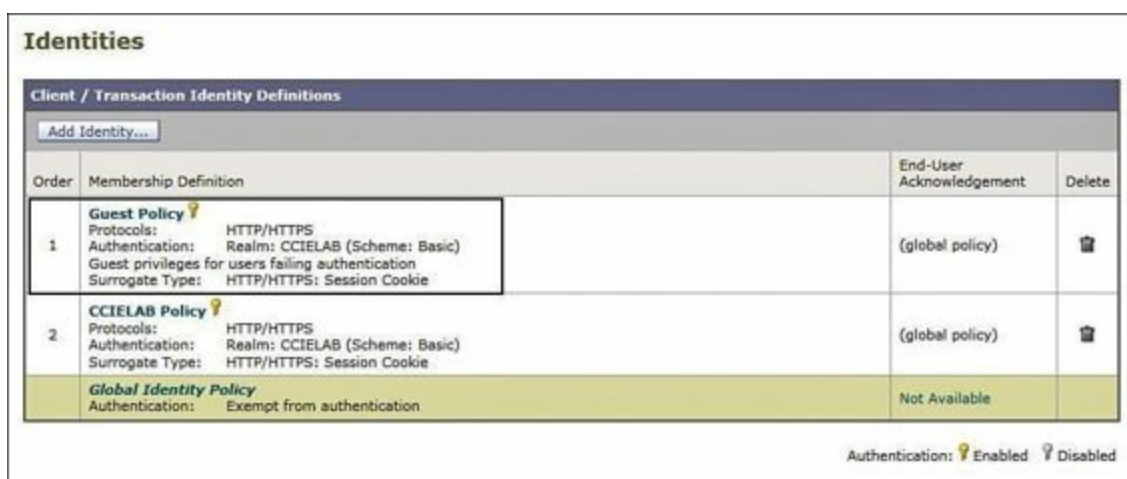 Identities
Client / Transaction Identity Definitions
Add Identity...
Order Membership Definition End-User Acknowledgement Delete
1
Guest Policy
Protocols: HTTP/HTTPS
Authentication: Realm: CCIELAB (Scheme: Basic)
Guest privileges for users failing authentication
Surrogate Type: HTTP/HTTPS: Session Cookie
(global policy)
2
CCIELAB Policy
Protocols: HTTP/HTTPS
Authentication: Realm: CCIELAB (Scheme: Basic)
Surrogate Type: HTTP/HTTPS: Session Cookie
(global policy)
Global Identity Policy
Authentication: Exempt from authentication
Not Available
Authentication: Enabled Disabled